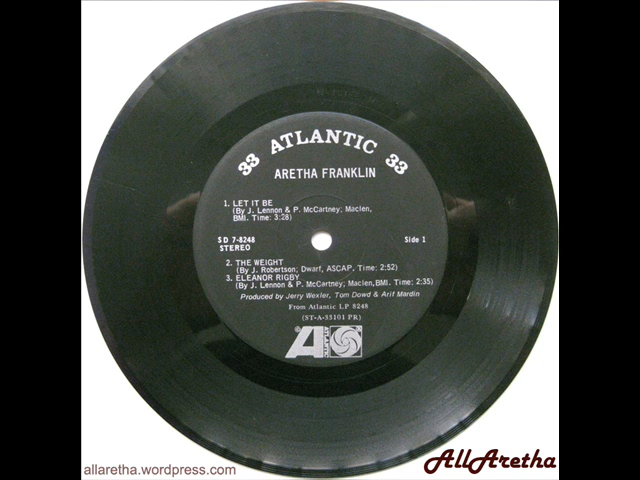 33 ATLANTIC 33
ARETHA FRANKLIN
1. LET IT BE
(By J. Lennon & P. McCartney; Maclen,
BMI. Time: 3:28)
SD 7-8248
STEREO
Side 1
2. THE WEIGHT
(By J. Robertson; Dwarf, ASCAP. Time: 2:52)
3. ELEANOR RIGBY
(By J. Lennon & P. McCartney; Maclen,BMI. Time: 2:35)
Produced by Jerry Wexler, Tom Dowd & Arif Mardin
From Atlantic LP 8248
(ST-A-33101 PR)
A
ATLANTIC
allaretha.wordpress.com
AllAretha